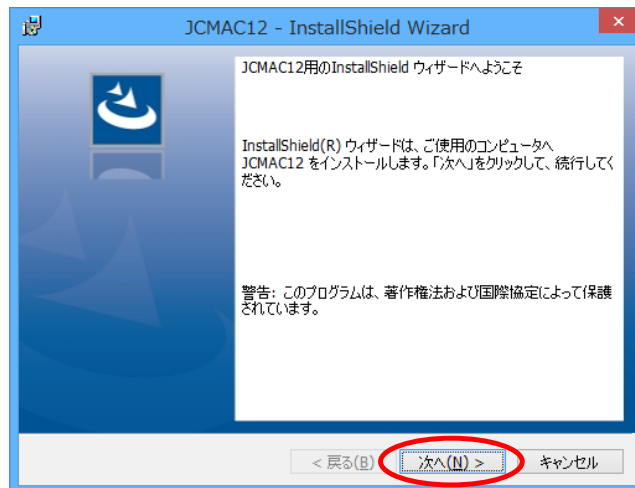 JCMAC12 - InstallShield Wizard
JCMAC12用のInstallShield ウィザードへようこそ
InstallShield(R) ウィザードは、ご使用のコンピュータへ
JCMAC12 をインストールします。「次へ」をクリックして、続行してく
ださい。
警告: このプログラムは、著作権法および国際協定によって保護
されています。
< 戻る(B)
次へ(N) >
キャンセル